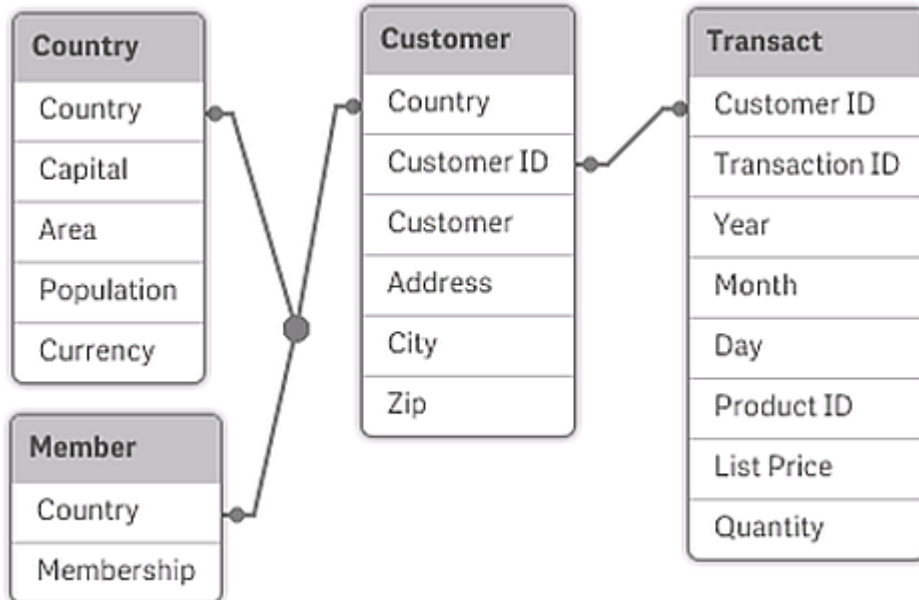 Country
Country
Capital
Area
Population
Currency
Member
Country
Membership
Customer
Country
Customer ID
Customer
Address
City
Zip
Transact
Customer ID
Transaction ID
Year
Month
Day
Product ID
List Price
Quantity